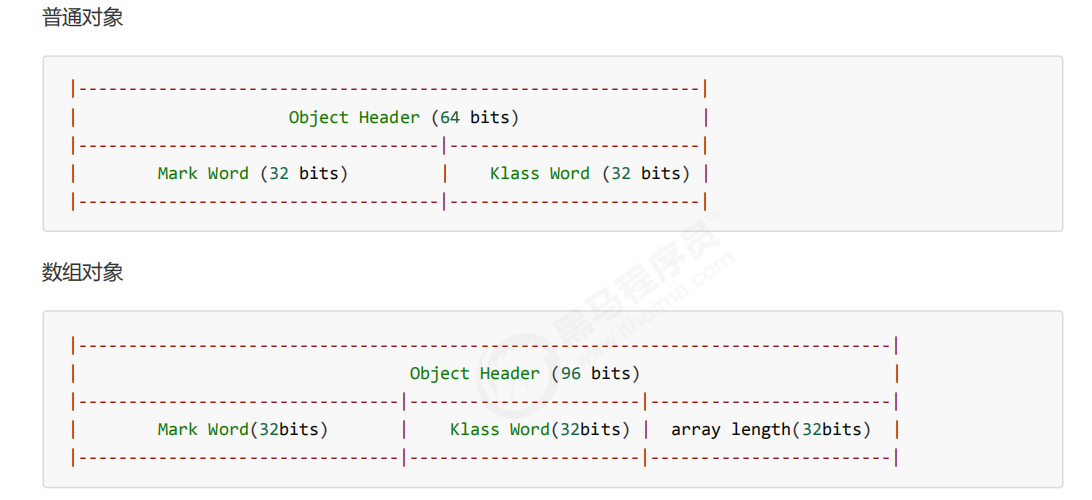 普通对象
|--------------------------------------------------------------|
| Object Header (64 bits) |
|------------------------------------|-------------------------|
| Mark Word (32 bits) | Klass Word (32 bits) |
|------------------------------------|-------------------------|
数组对象
|---------------------------------------------------------------------------------|
| Object Header (96 bits) |
|--------------------------------|-----------------------|------------------------|
| Mark Word(32bits) | Klass Word(32bits) | array length(32bits) |
|--------------------------------|-----------------------|------------------------|
黑马程序员
www.itheima.com